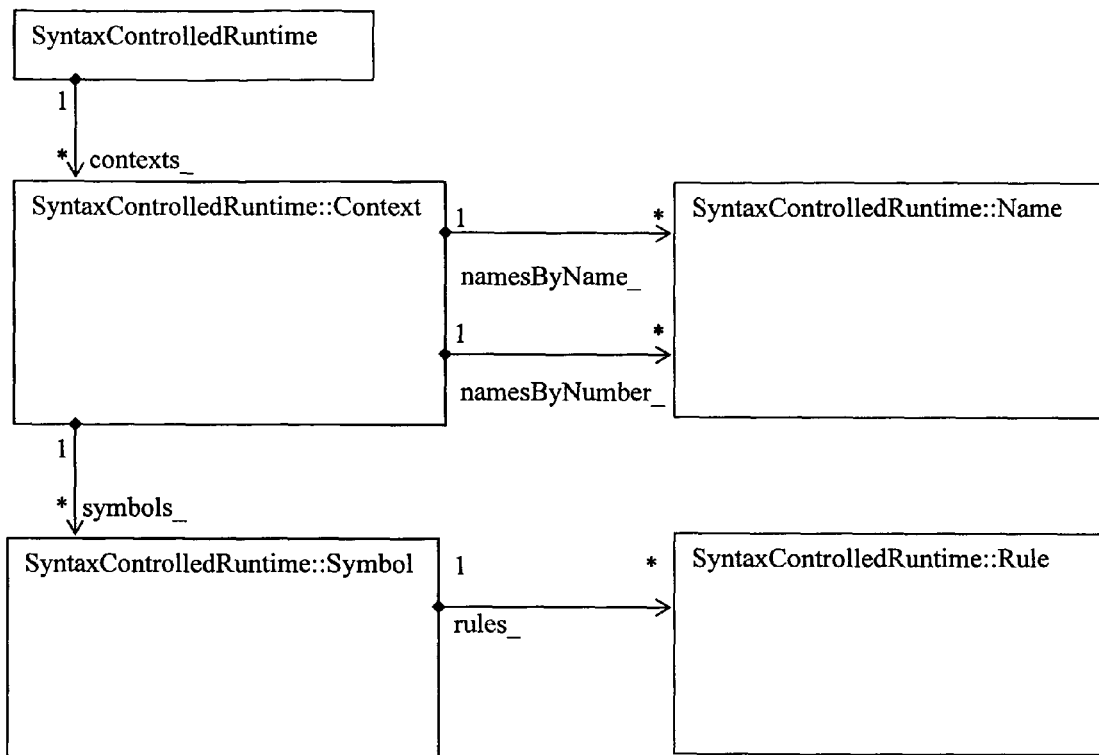 SyntaxControlledRuntime
1
* contexts_
SyntaxControlledRuntime::Context
SyntaxControlledRuntime::Name
1 *
namesByName_
1 *
namesByNumber_
1
* symbols_
SyntaxControlledRuntime::Symbol
SyntaxControlledRuntime::Rule
1 *
rules_